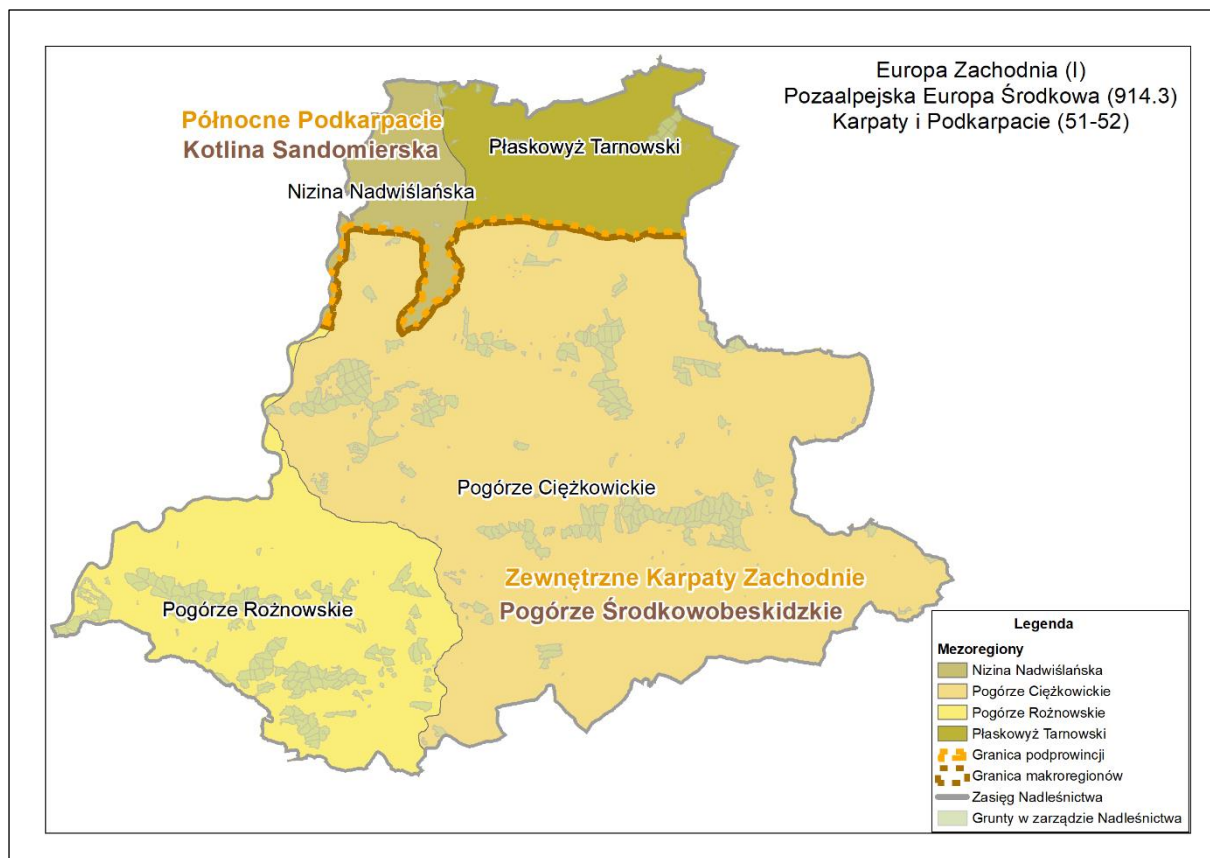 Europa Zachodnia (I)
Pozaalpejska Europa Środkowa (914.3)
Karpaty i Podkarpacie (51-52)
Północne Podkarpacie
Kotlina Sandomierska
Płaskowyż Tarnowski
Nizina Nadwiślańska
Pogórze Ciężkowickie
Zewnętrzne Karpaty Zachodnie
Pogórze Środkowobeskidzkie
Pogórze Rożnowskie
Legenda
Mezoregiony
Nizina Nadwiślańska
Pogórze Ciężkowickie
Pogórze Rożnowskie
Płaskowyż Tarnowski
Granica podprowincji
Granica makroregionów
Zasięg Nadleśnictwa
Grunty w zarządzie Nadleśnictwa